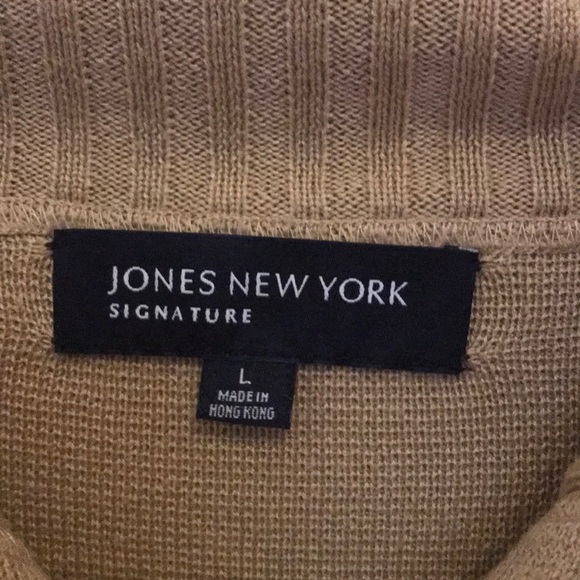 JONES NEW YORK
SIGNATURE
L
MADE IN
HONG KONG